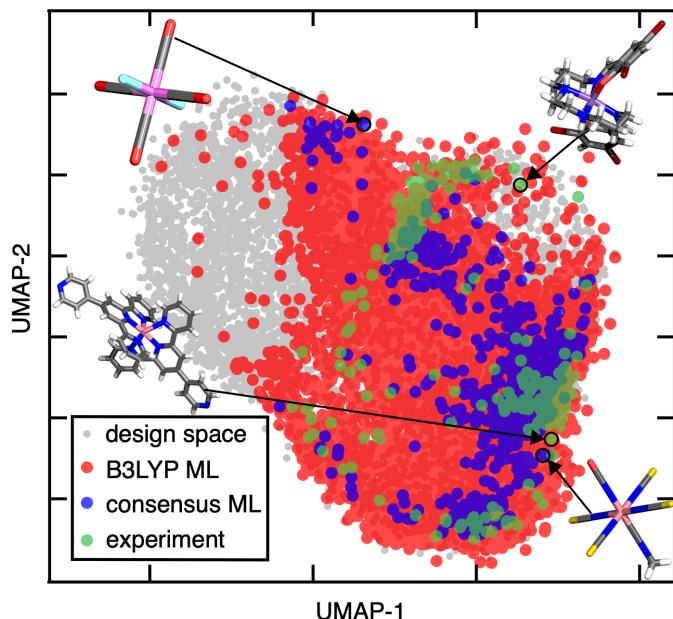 UMAP-2
design space
B3LYP ML
consensus ML
experiment
UMAP-1